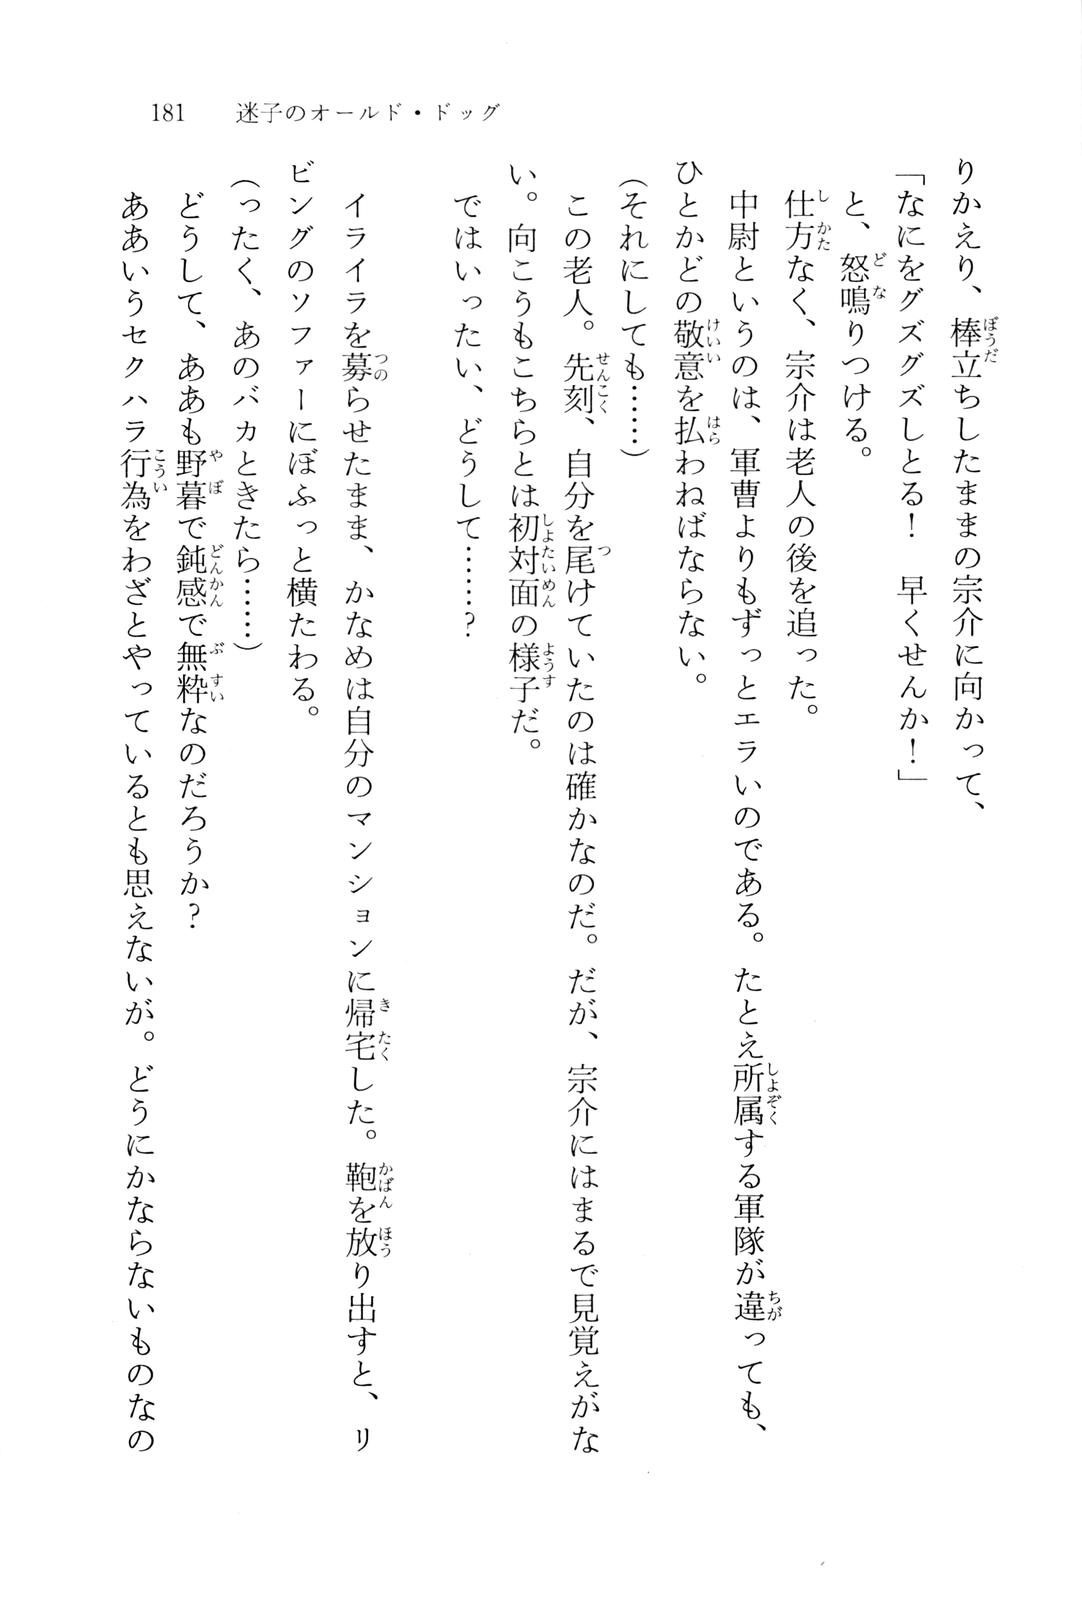 181　迷子のオールド・ドッグ
りかえり、棒立ちしたままの宗介に向かって、
「なにをグズグズしとる！　早くせんか！」
と、怒鳴りつける。
仕方なく、宗介は老人の後を追った。
中尉というのは、軍曹よりもずっとエラいのである。たとえ所属する軍隊が違っても、
ひとかどの敬意を払わねばならない。
（それにしても……）
この老人。先刻、自分を尾けていたのは確かなのだ。だが、宗介にはまるで見覚えがな
い。向こうもこちらとは初対面の様子だ。
ではいったい、どうして……？
イライラを募らせたまま、かなめは自分のマンションに帰宅した。鞄を放り出すと、リ
ビングのソファーにぼふっと横たわる。
（ったく、あのバカときたら……）
どうして、ああも野暮で鈍感で無粋なのだろうか？
ああいうセクハラ行為をわざとやっているとも思えないが。どうにかならないものなの